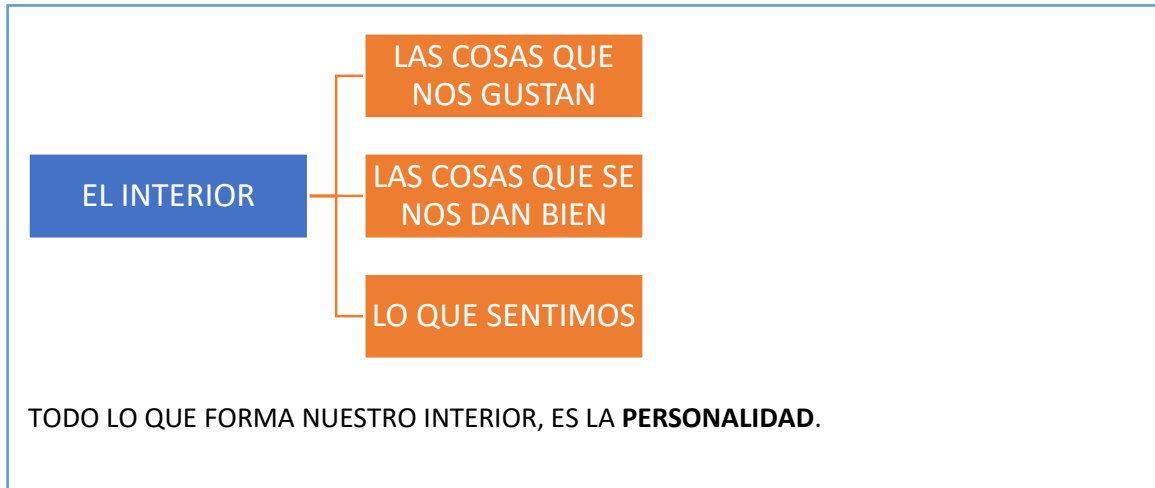 LAS COSAS QUE
NOS GUSTAN
EL INTERIOR
LAS COSAS QUE SE
NOS DAN BIEN
LO QUE SENTIMOS
TODO LO QUE FORMA NUESTRO INTERIOR, ES LA PERSONALIDAD.